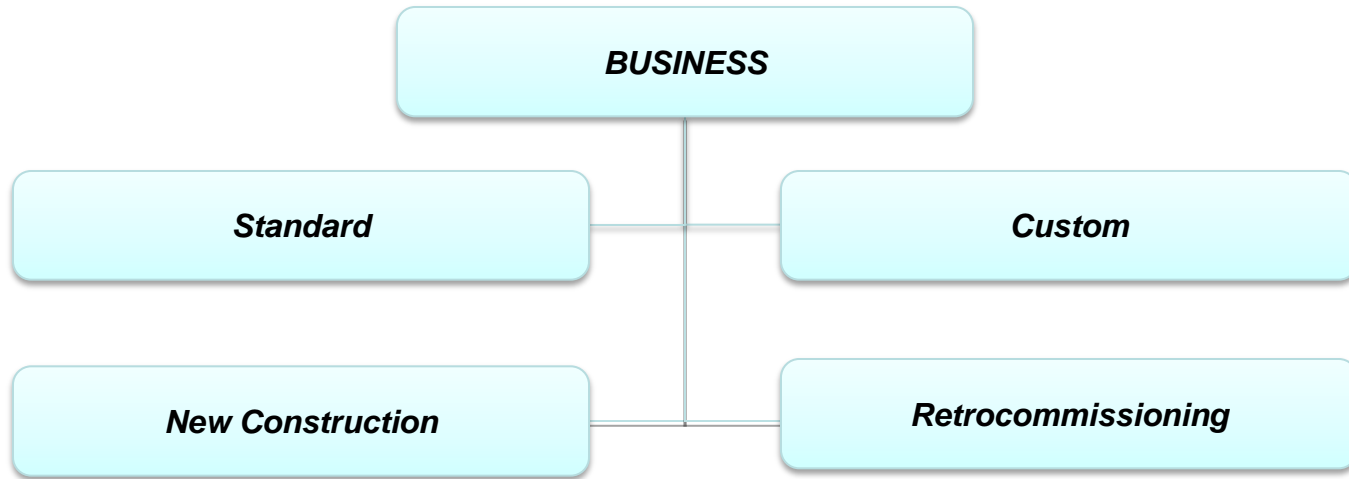 BUSINESS
Standard
Custom
New Construction
Retrocommissioning